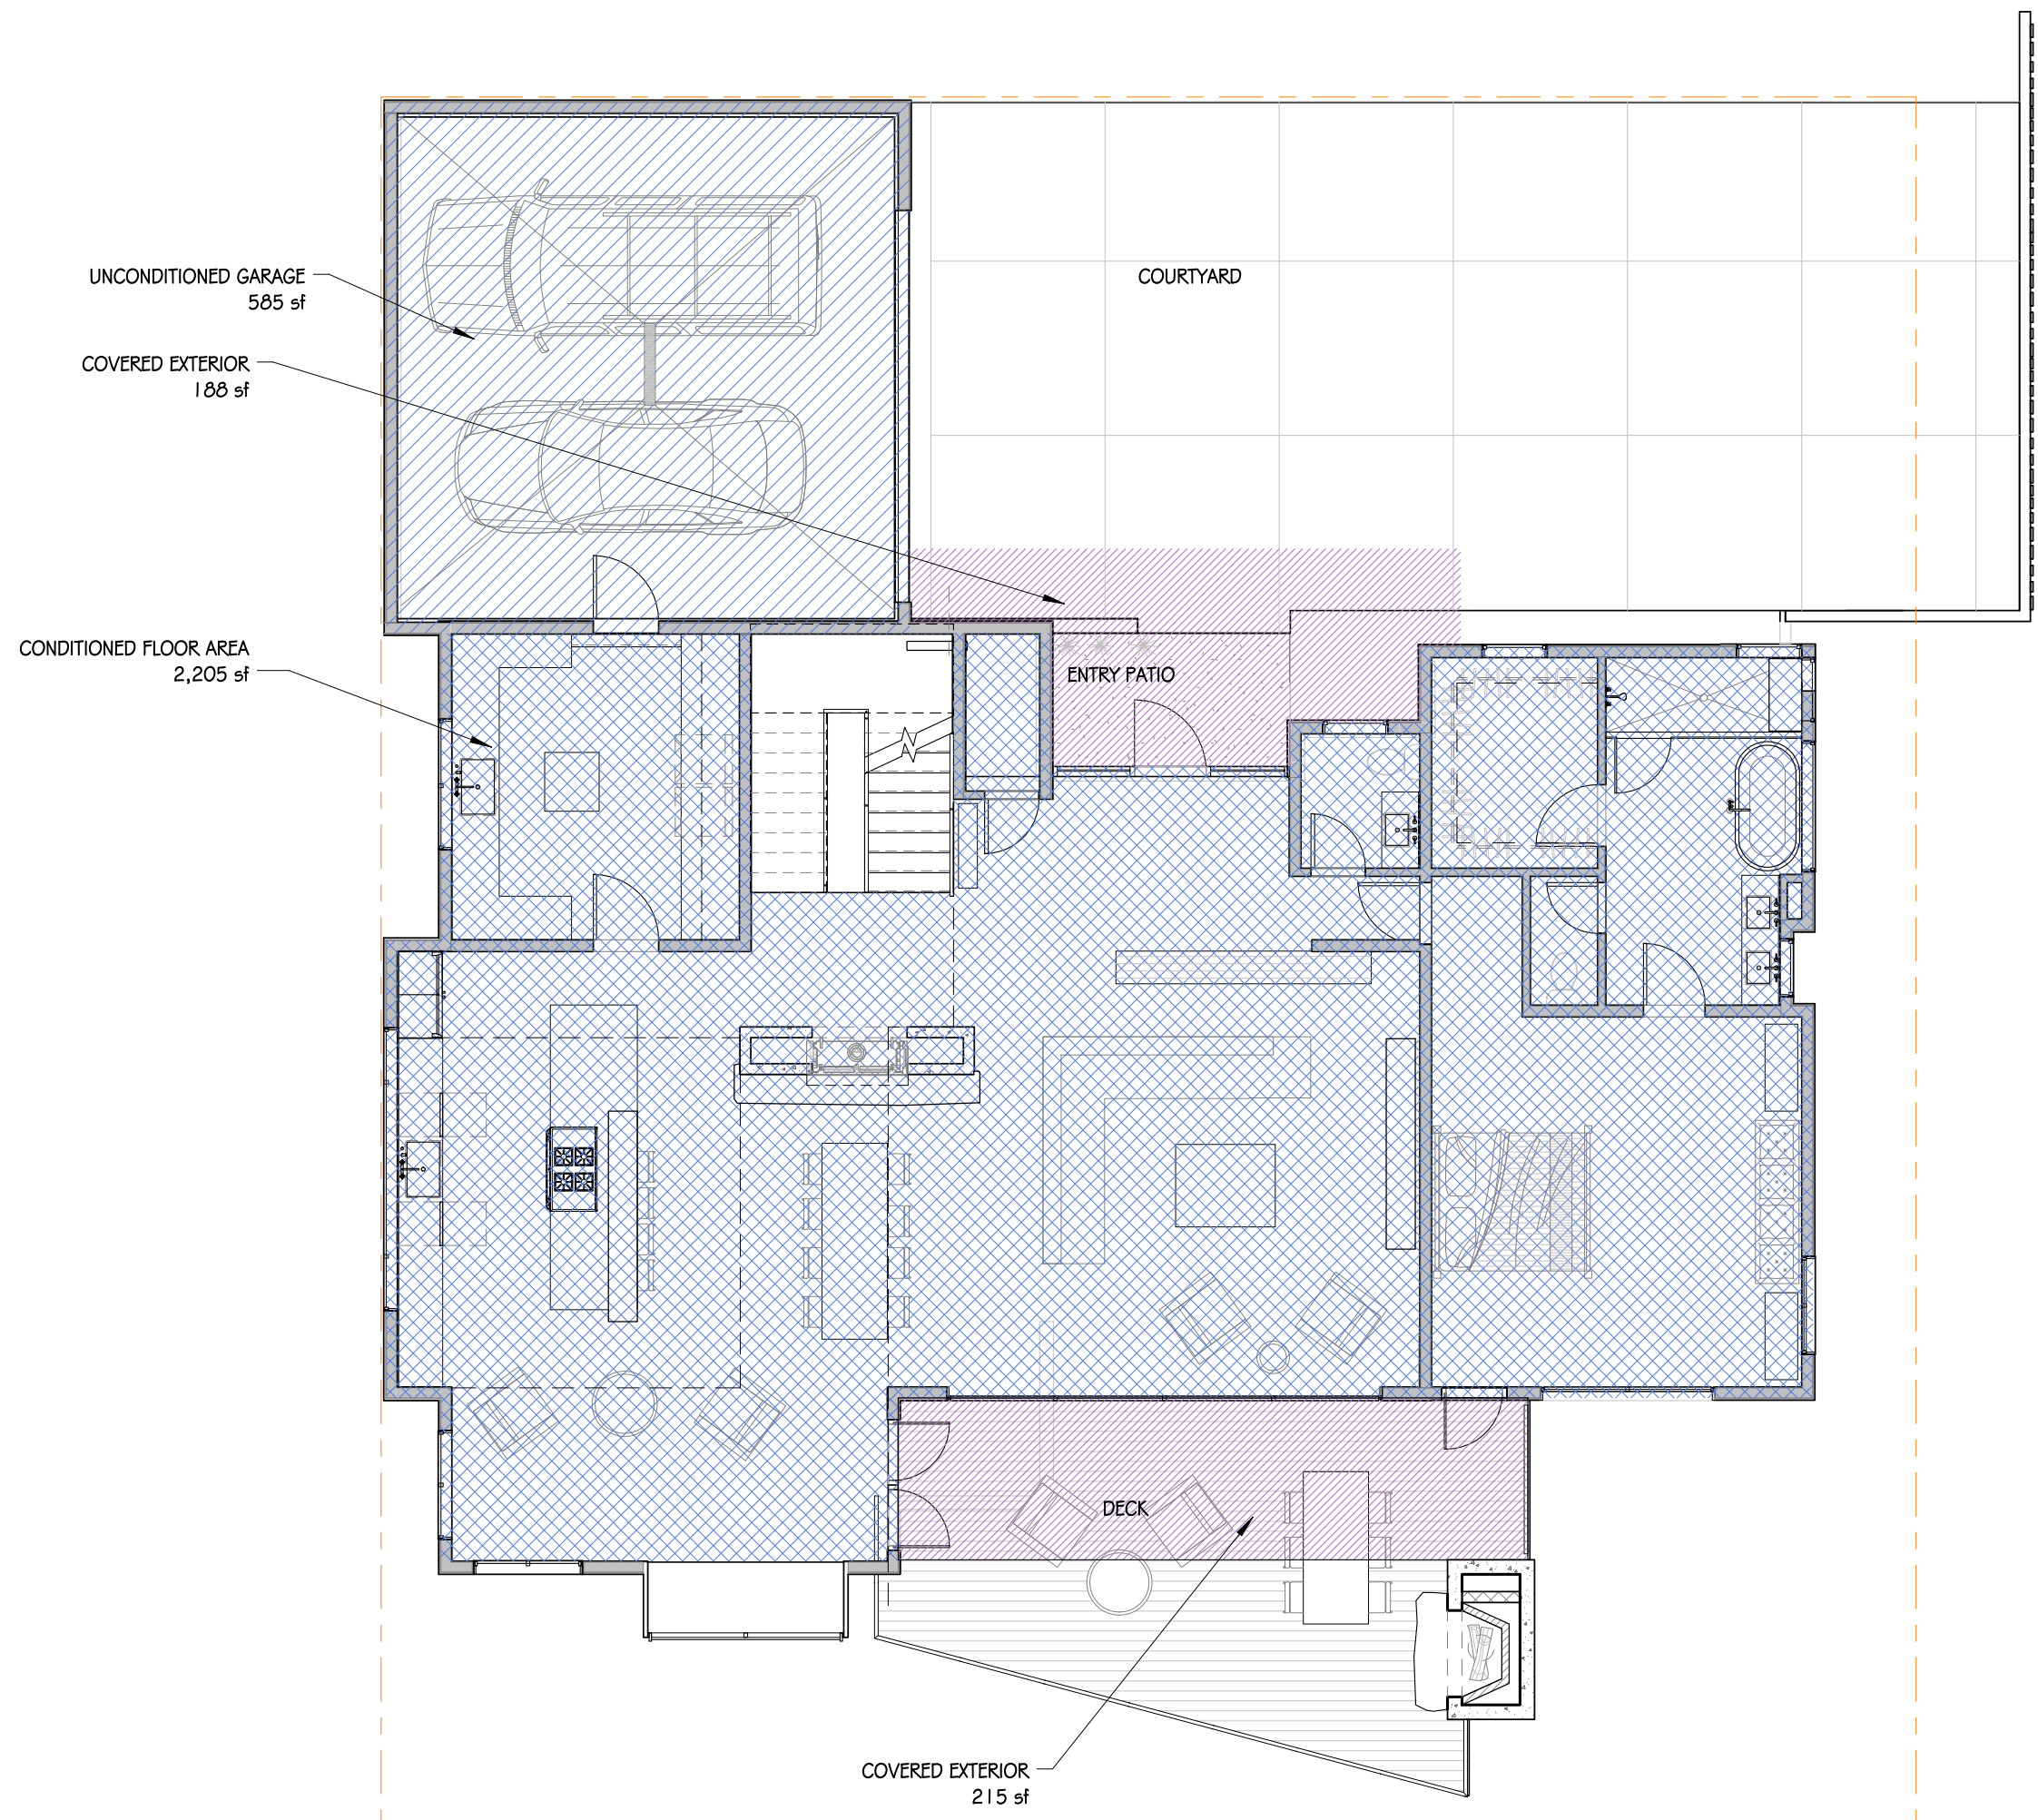 UNCONDITIONED GARAGE
585 sf
COURTYARD
COVERED EXTERIOR
188 sf
CONDITIONED FLOOR AREA
2,205 sf
ENTRY PATIO
DECK
COVERED EXTERIOR
215 sf